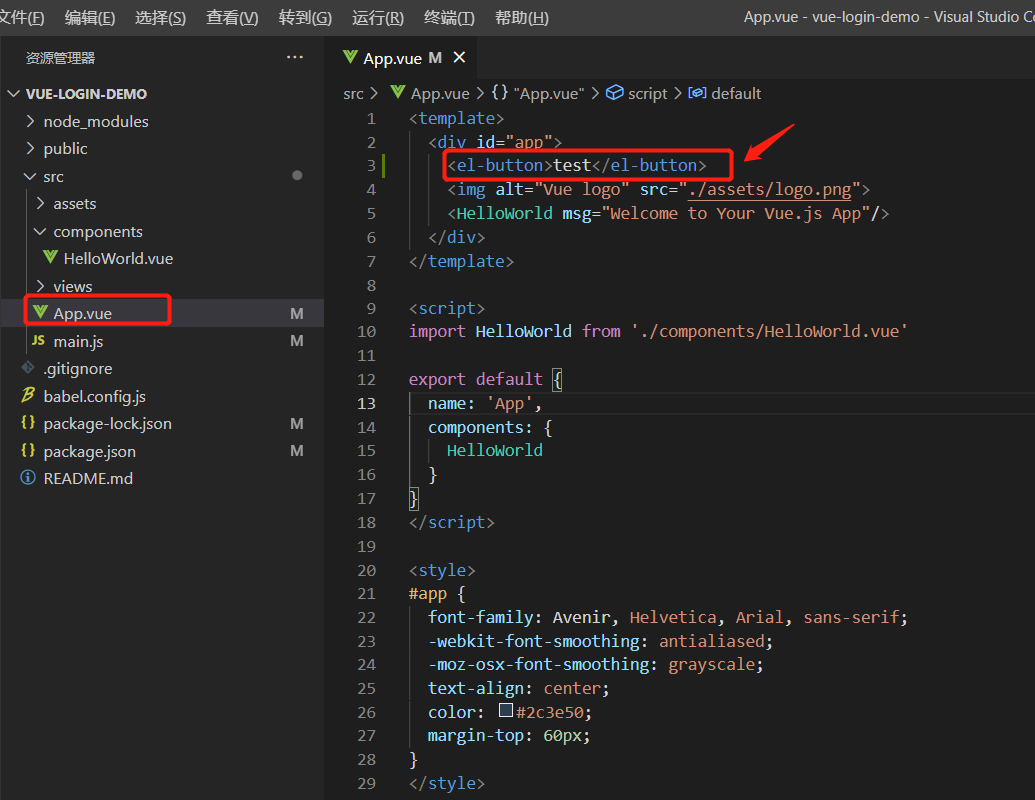 文件(F) 编辑(E) 选择(S) 查看(V) 转到(G) 运行(R) 终端(T) 帮助(H) App.vue - vue-login-demo - Visual Studio
资源管理器 ···
VUE-LOGIN-DEMO
node_modules
public
src
assets
components
HelloWorld.vue
views
App.vue M
JS main.js M
.gitignore
babel.config.js
{} package-lock.json M
{} package.json M
README.md
App.vue M ×
src > App.vue > {} "App.vue" > script > default
1 <template>
2 <div id="app">
3 <el-button>test</el-button>
4 <img alt="Vue logo" src="./assets/logo.png">
5 <HelloWorld msg="Welcome to Your Vue.js App"/>
6 </div>
7 </template>
8
9 <script>
10 import HelloWorld from './components/HelloWorld.vue'
11
12 export default {
13 name: 'App',
14 components: {
15 HelloWorld
16 }
17 }
18 </script>
19
20 <style>
21 #app {
22 font-family: Avenir, Helvetica, Arial, sans-serif;
23 -webkit-font-smoothing: antialiased;
24 -moz-osx-font-smoothing: grayscale;
25 text-align: center;
26 color: #2c3e50;
27 margin-top: 60px;
28 }
29 </style>